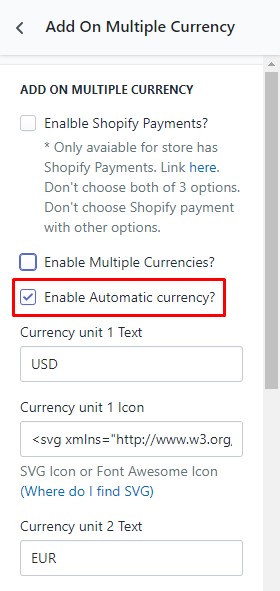 Add On Multiple Currency
ADD ON MULTIPLE CURRENCY
Enalble Shopify Payments?
* Only avaiable for store has
Shopify Payments. Link here.
Don't choose both of 3 options.
Don't choose Shopify payment
with other options.
Enable Multiple Currencies?
Enable Automatic currency?
Currency unit 1 Text
USD
Currency unit 1 Icon
<svg xmlns="http://www.w3.org,
SVG Icon or Font Awesome Icon
(Where do I find SVG)
Currency unit 2 Text
EUR